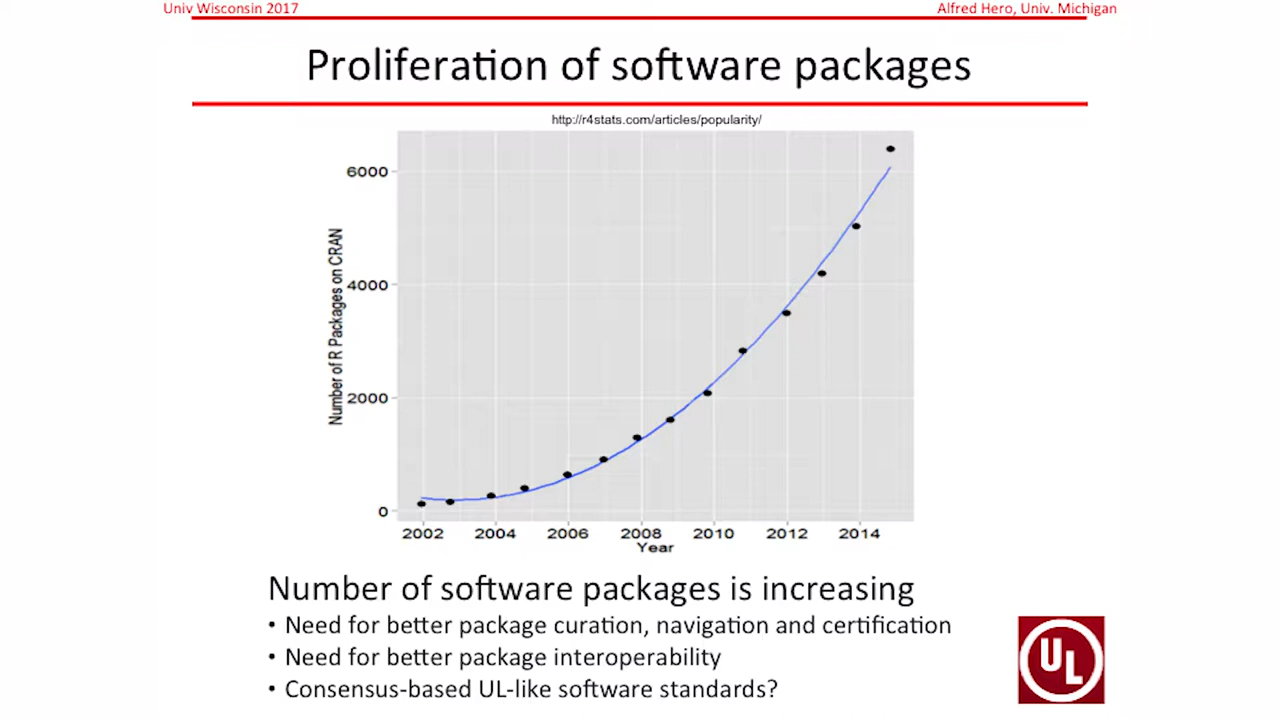 Univ Wisconsin 2017
Alfred Hero, Univ. Michigan
Proliferation of software packages
http://r4stats.com/articles/popularity/
Number of R Packages on CRAN
6000
4000
2000
0
2002 2004 2006 2008 2010 2012 2014
Year
Number of software packages is increasing
• Need for better package curation, navigation and certification
• Need for better package interoperability
• Consensus-based UL-like software standards?
UL